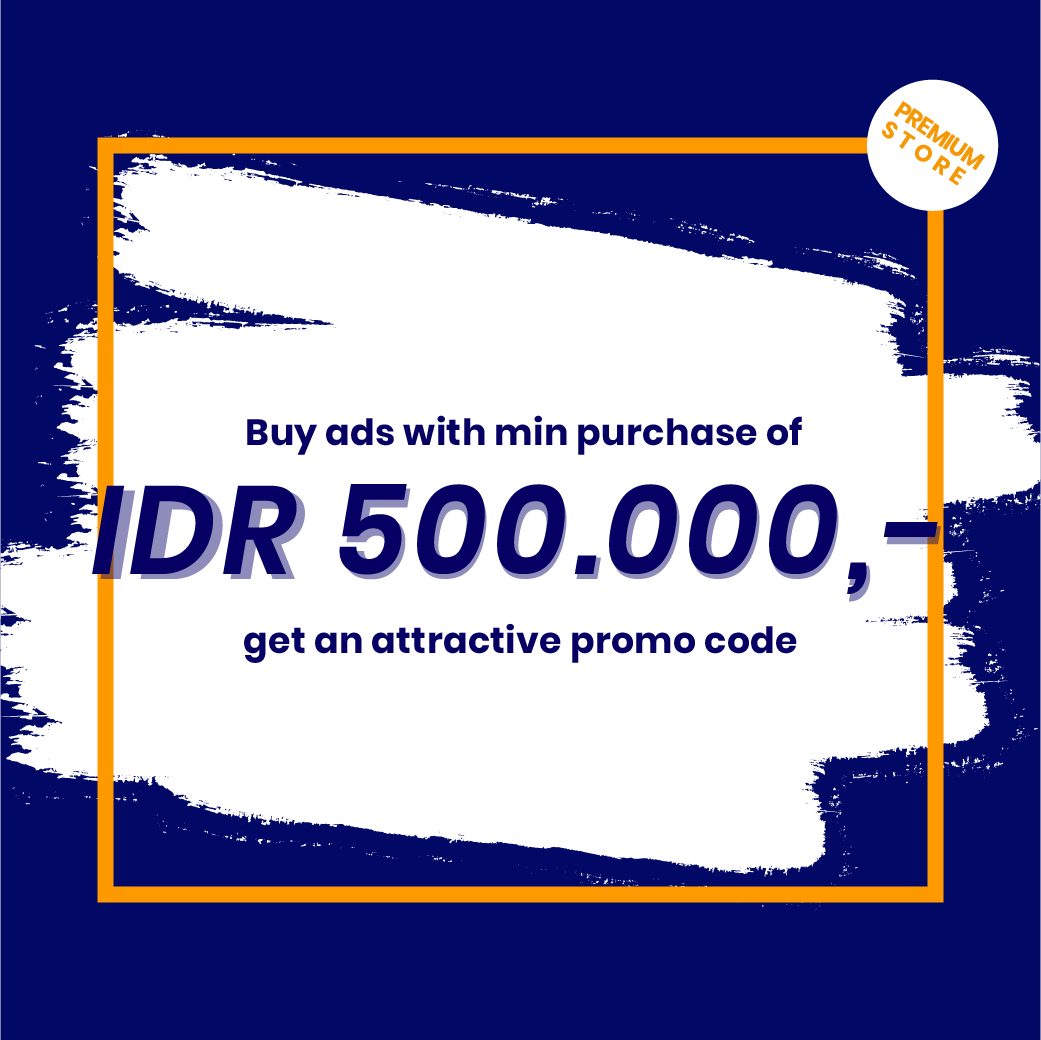 PREMIUM
STORE
Buy ads with min purchase of
IDR 500.000,-
get an attractive promo code